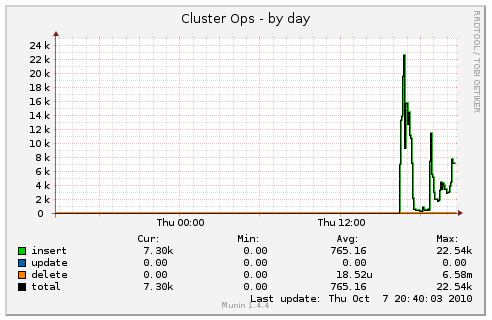 Cluster Ops - by day
RRDTOOL / TOBI OETIKER
24 k
22 k
20 k
18 k
16 k
14 k
12 k
10 k
8 k
6 k
4 k
2 k
0
Thu 00:00 Thu 12:00
Cur: Min: Avg: Max:
insert 7.30k 0.00 765.16 22.54k
update 0.00 0.00 0.00 0.00
delete 0.00 0.00 18.52u 6.58m
total 7.30k 0.00 765.16 22.54k
Last update: Thu Oct 7 20:40:03 2010
Munin 1.4.4